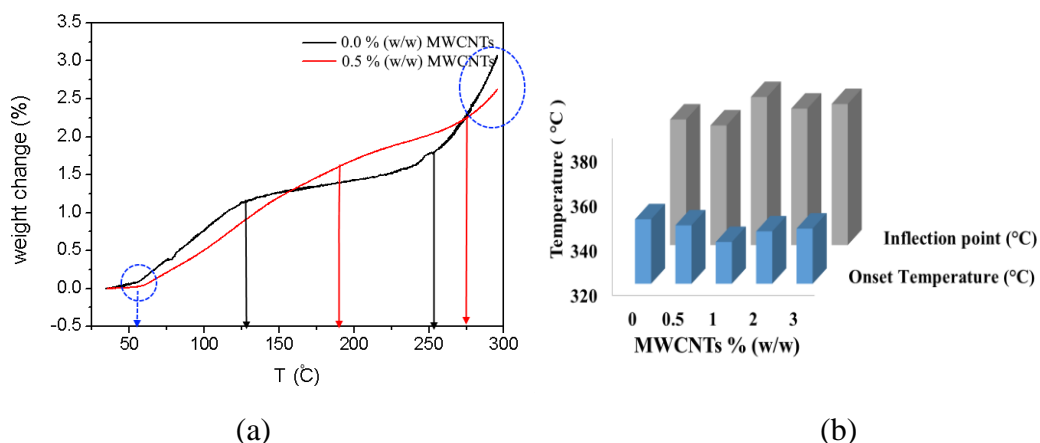 (a)
3.5
3.0
2.5
2.0
1.5
1.0
0.5
0.0
-0.5
weight change (%)
0.0 % (w/w) MWCNTs
0.5 % (w/w) MWCNTs
50 100 150 200 250 300
T (°C)
Temperature ( °C )
380
360
340
320
Inflection point (°C)
Onset Temperature (°C)
0 0.5 1 2 3
MWCNTs % (w/w)
(b)